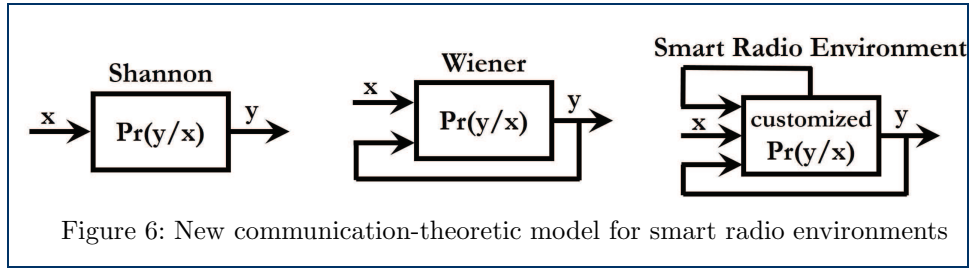 Shannon
x
Pr(y/x)
y
Wiener
x
Pr(y/x)
y
Smart Radio Environment
x
customized
Pr(y/x)
y
Figure 6: New communication-theoretic model for smart radio environments